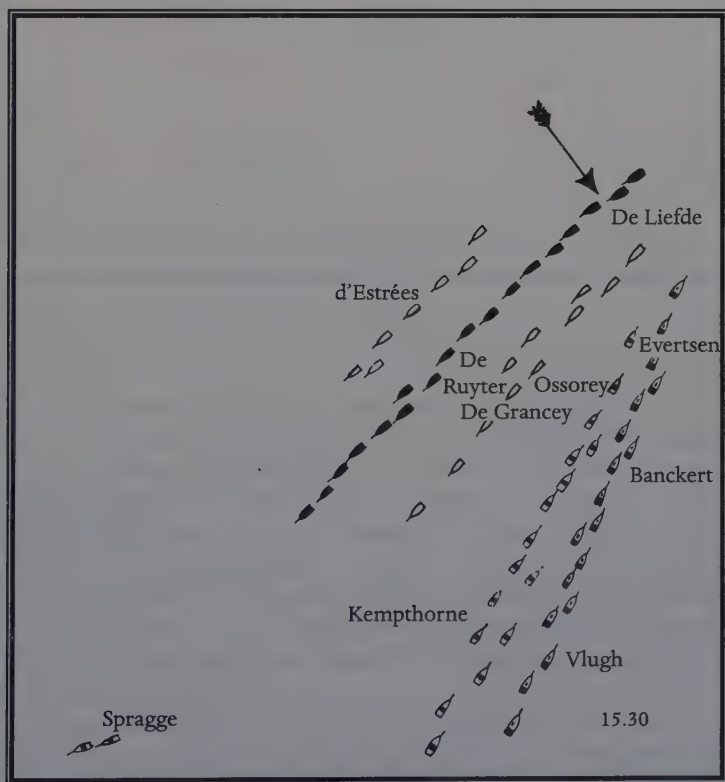 De Liefde
d'Estrées
De
Ruyter
Evertsen
Ossorey
De Grancey
Banckert
Kempthorne
Vlugh
Spragge
15.30